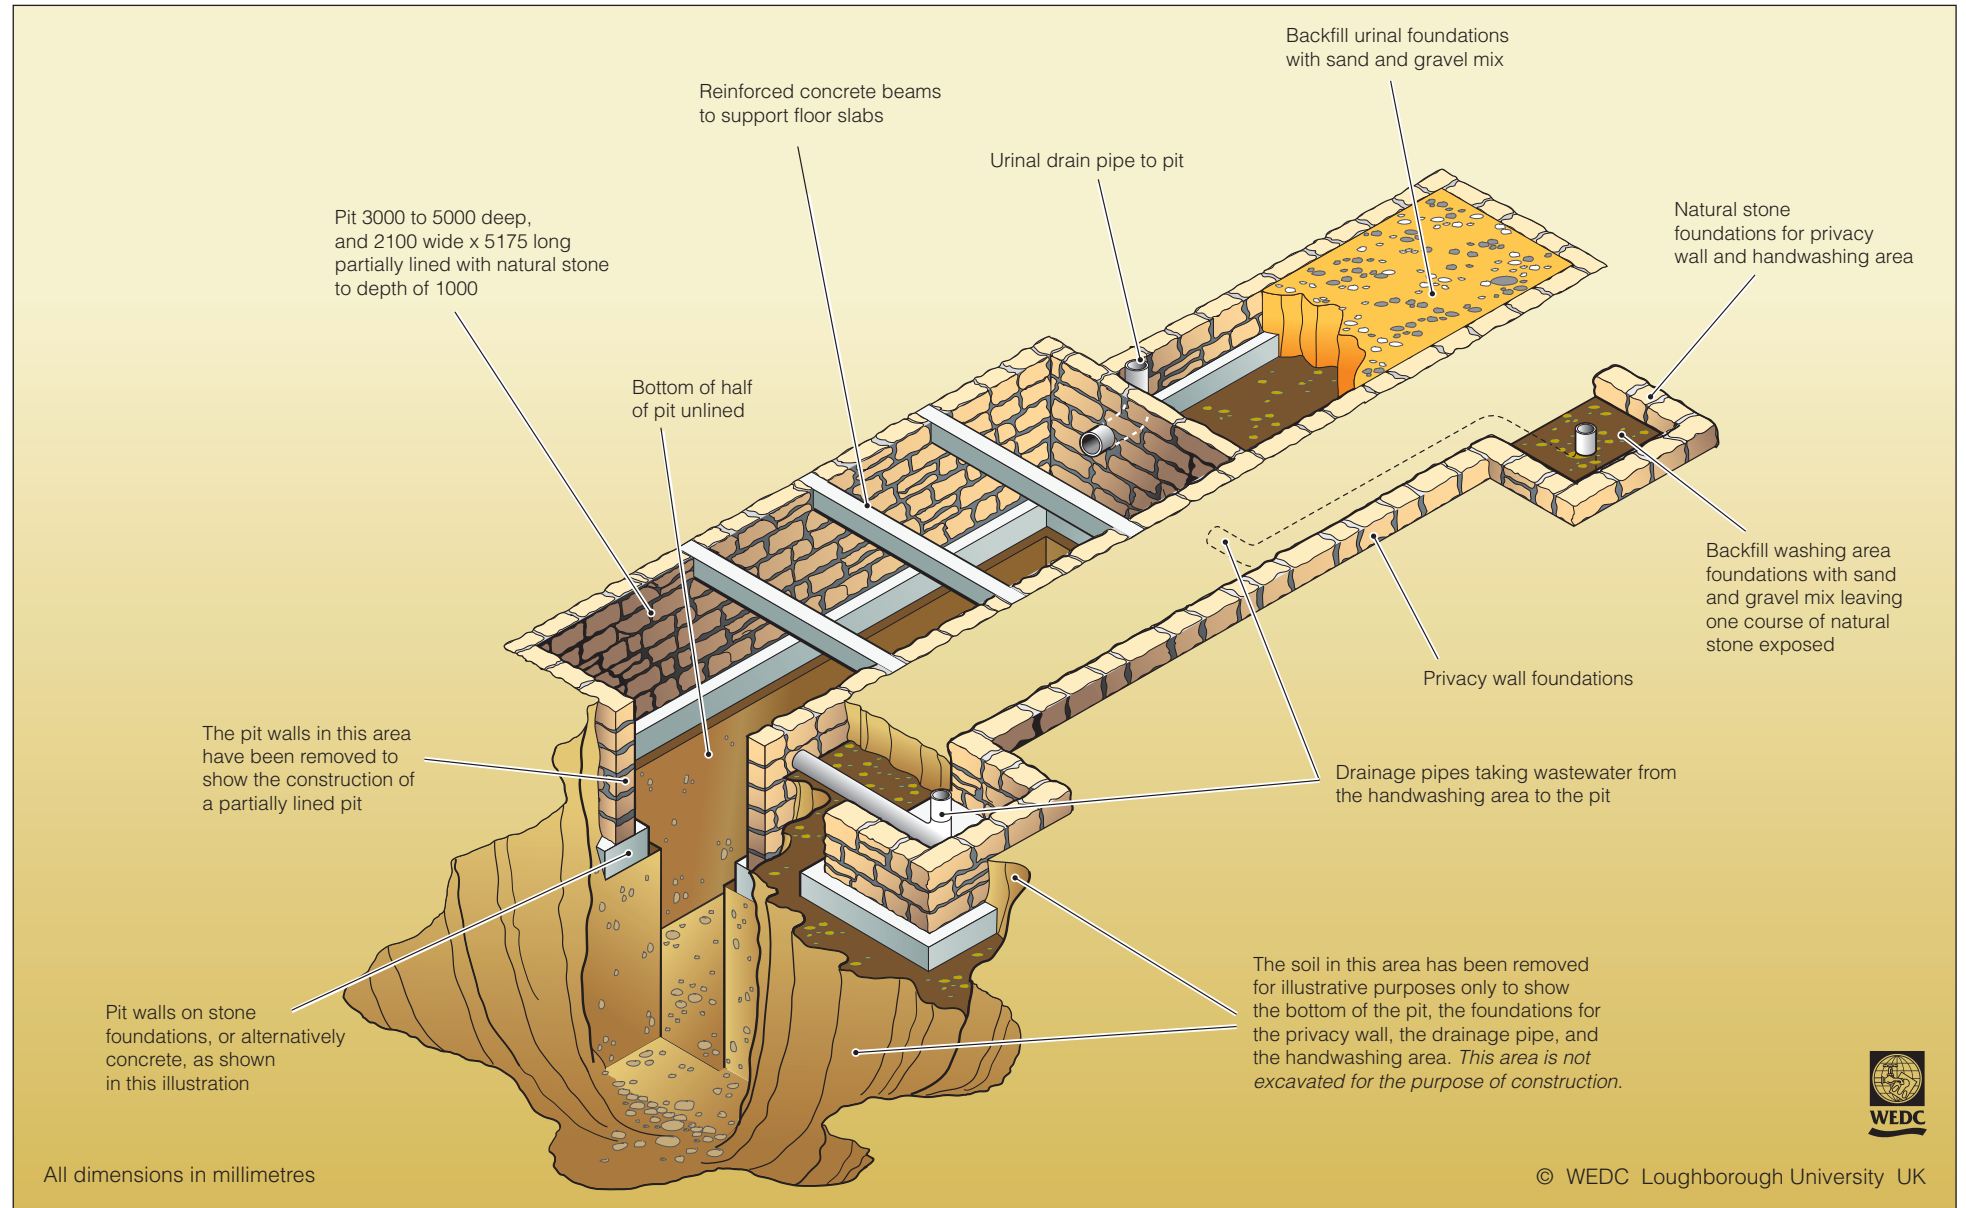 Backfill urinal foundations
with sand and gravel mix
Reinforced concrete beams
to support floor slabs
Urinal drain pipe to pit
Pit 3000 to 5000 deep,
and 2100 wide x 5175 long
partially lined with natural stone
to depth of 1000
Natural stone
foundations for privacy
wall and handwashing area
Bottom of half
of pit unlined
Backfill washing area
foundations with sand
and gravel mix leaving
one course of natural
stone exposed
Privacy wall foundations
The pit walls in this area
have been removed to
show the construction of
a partially lined pit
Drainage pipes taking wastewater from
the handwashing area to the pit
The soil in this area has been removed
for illustrative purposes only to show
the bottom of the pit, the foundations for
the privacy wall, the drainage pipe, and
the handwashing area. This area is not
excavated for the purpose of construction.
Pit walls on stone
foundations, or alternatively
concrete, as shown
in this illustration
WEDC
All dimensions in millimetres
© WEDC Loughborough University UK